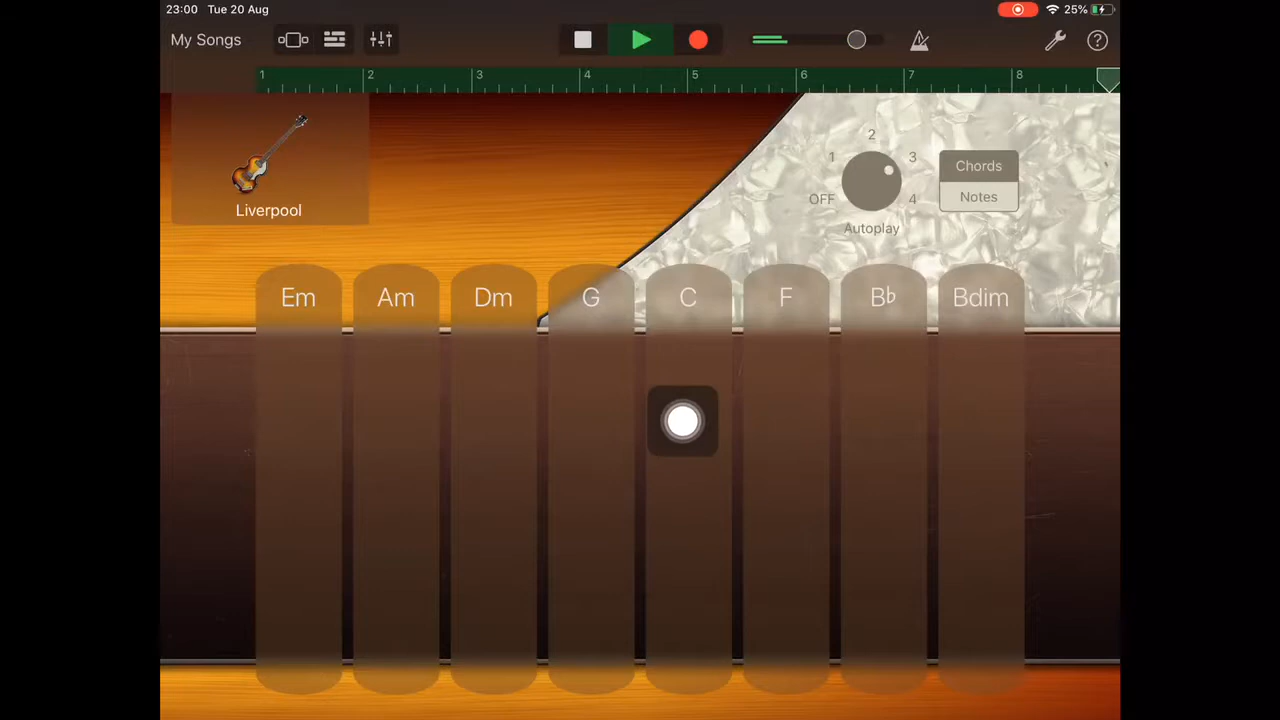 23:00 Tue 20 Aug
25%
My Songs
1 2 3 4 5 6 7 8
Liverpool
2
1 3
OFF 4
Autoplay
Chords
Notes
Em Am Dm G C F B♭ Bdim